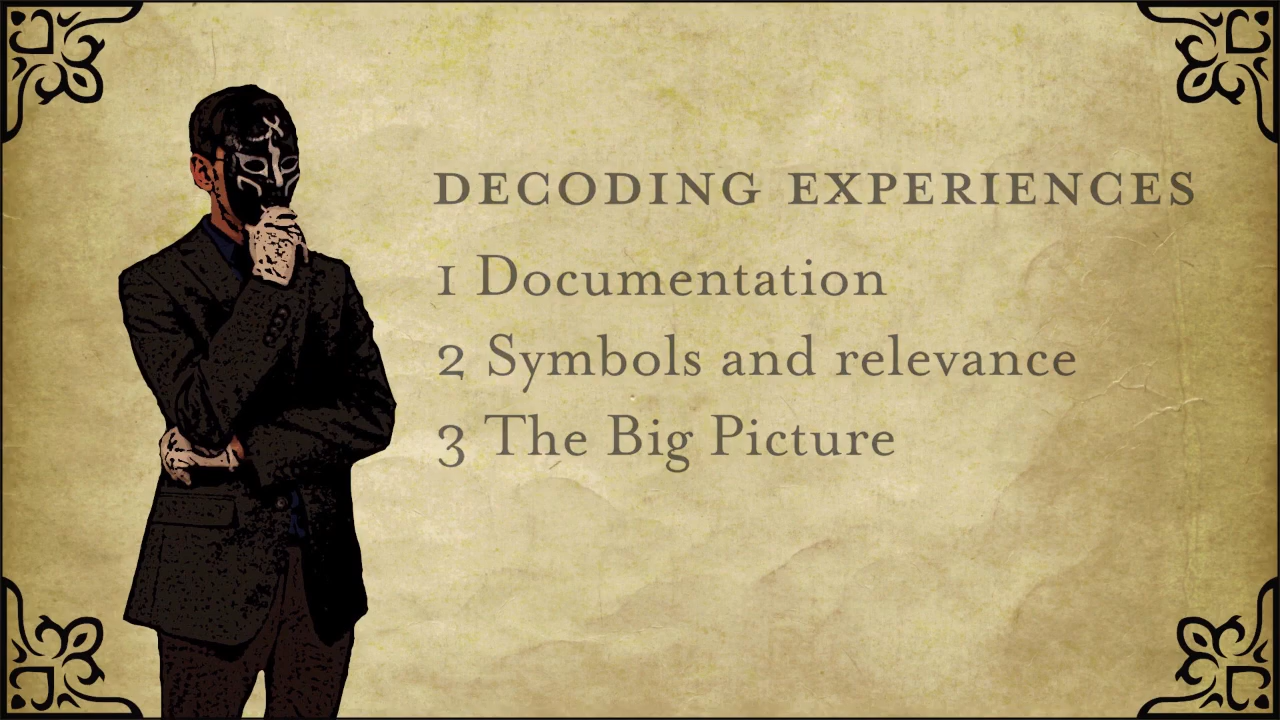 DECODING EXPERIENCES
1 Documentation
2 Symbols and relevance
3 The Big Picture